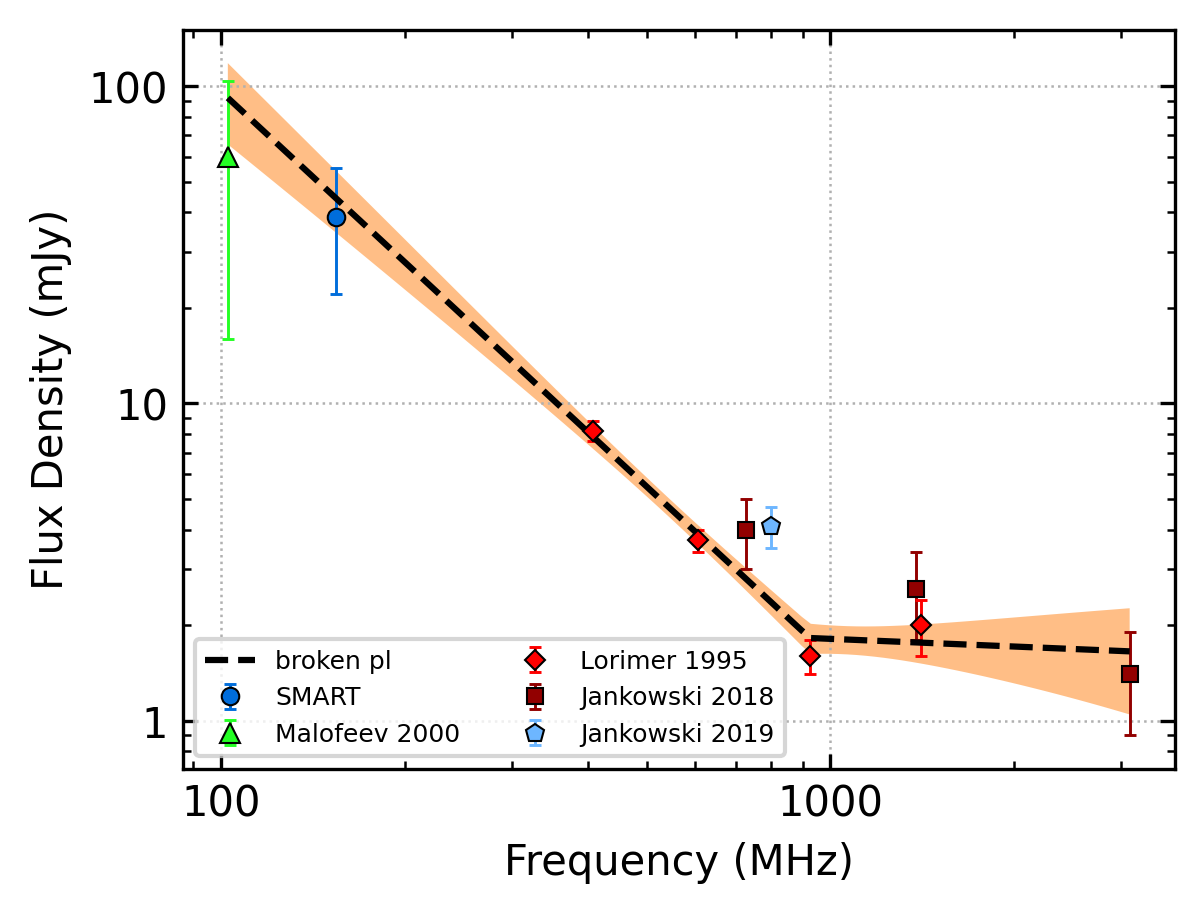 100
10
1
Flux Density (mJy)
broken pl
SMART
Malofeev 2000
Lorimer 1995
Jankowski 2018
Jankowski 2019
100
1000
Frequency (MHz)